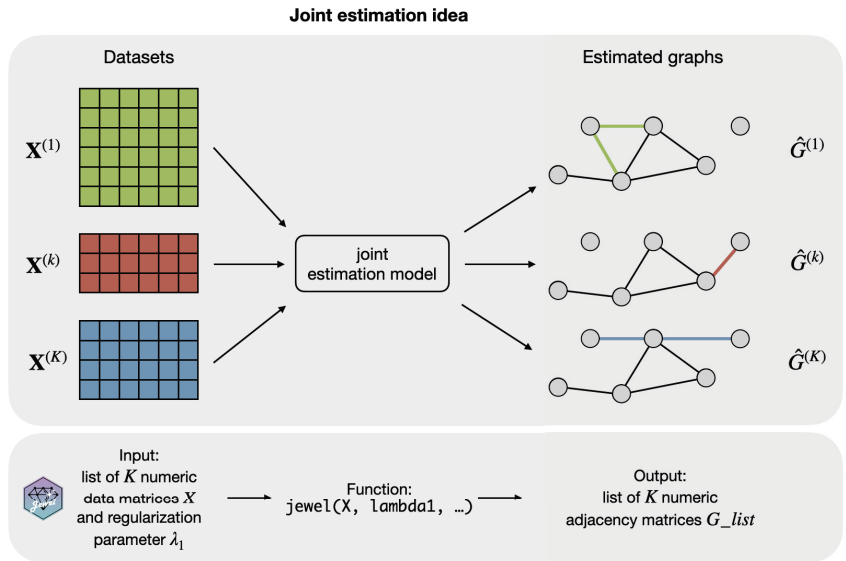 Joint estimation idea
Datasets
Estimated graphs
X^(1)
Ĝ^(1)
joint
estimation model
X^(k)
Ĝ^(k)
X^(K)
Ĝ^(K)
Input:
list of K numeric
data matrices X
and regularization
parameter λ₁
Function:
jewel(X, lambda1, …)
Output:
list of K numeric
adjacency matrices G_list